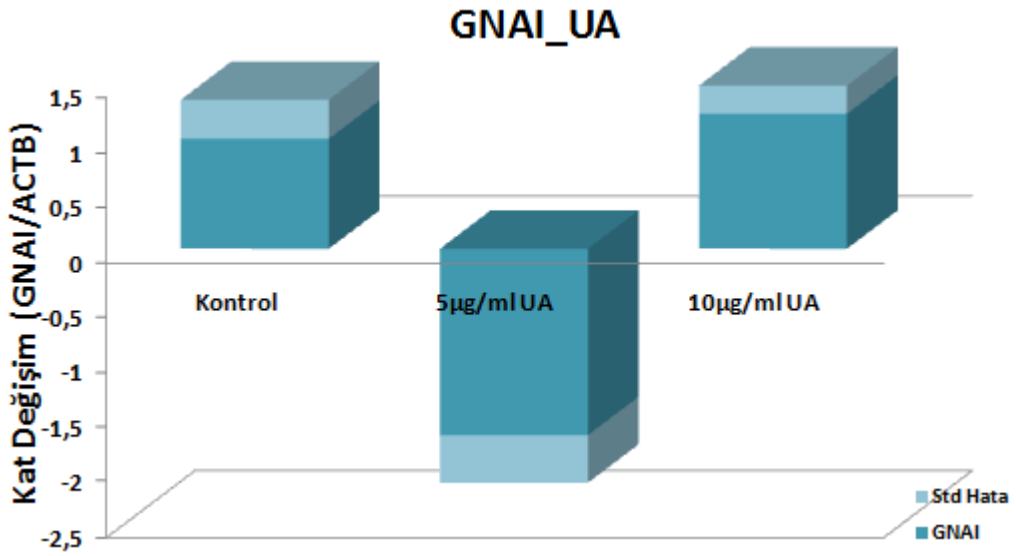 GNAI_UA
Kat Değişim (GNAI/ACTB)
1,5
1
0,5
0
-0,5
-1
-1,5
-2
-2,5
Kontrol
5µg/ml UA
10µg/ml UA
Std Hata
GNAI